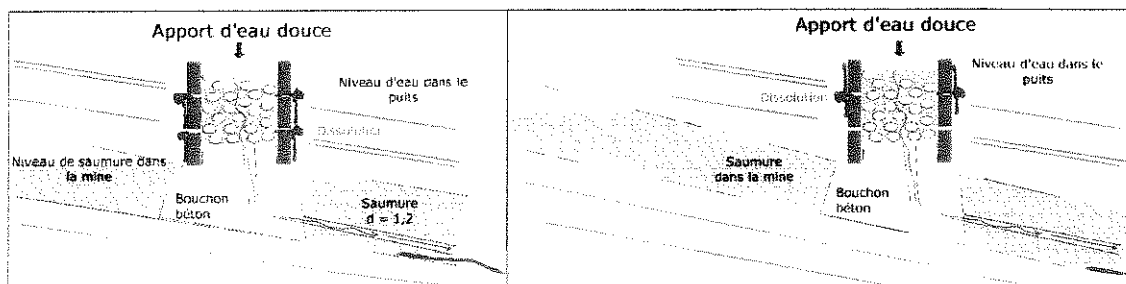 Apport d'eau douce
Niveau d'eau dans le
puits
Dissolution
Niveau de saumure dans
la mine
Bouchon
béton
Saumure
d = 1,2
Apport d'eau douce
Niveau d'eau dans le
puits
Dissolution
Saumure
dans la mine
Bouchon
béton